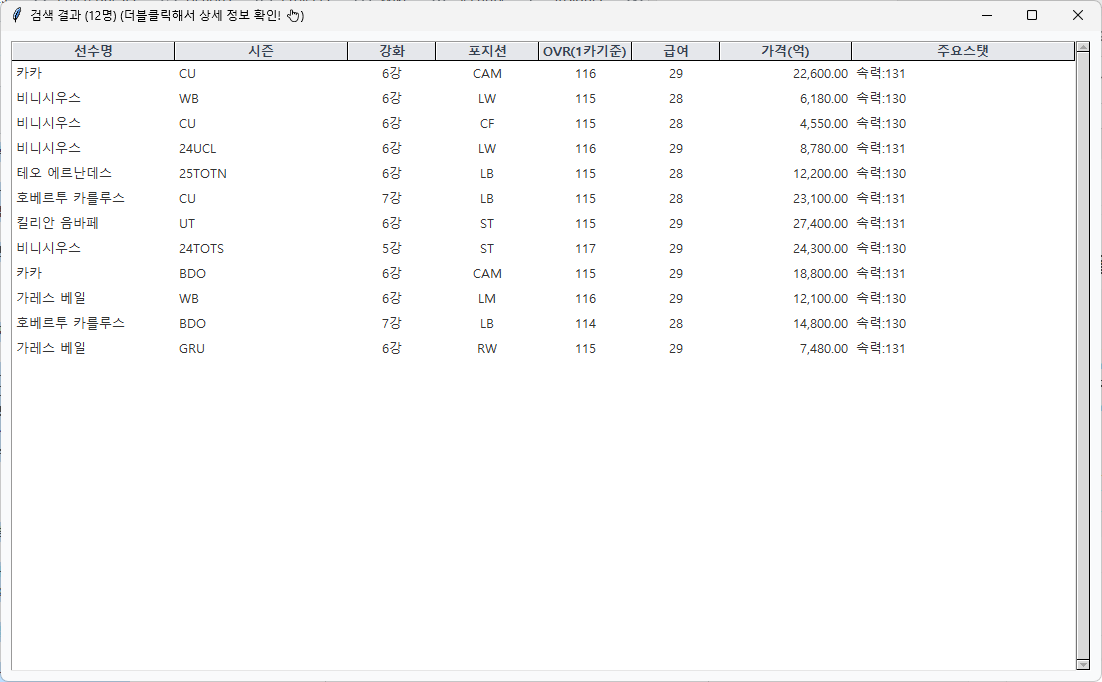 검색 결과 (12명) (더블클릭해서 상세 정보 확인! 👆)
선수명 시즌 강화 포지션 OVR(1카기준) 급여 가격(억) 주요스탯
카카 CU 6강 CAM 116 29 22,600.00 속력:131
비니시우스 WB 6강 LW 115 28 6,180.00 속력:130
비니시우스 CU 6강 CF 115 28 4,550.00 속력:130
비니시우스 24UCL 6강 LW 116 29 8,780.00 속력:130
테오 에르난데스 25TOTN 6강 LB 115 28 12,200.00 속력:130
호베르투 카를루스 CU 7강 LB 115 28 23,100.00 속력:131
킬리안 음바페 UT 6강 ST 115 29 27,400.00 속력:131
비니시우스 24TOTS 5강 ST 117 29 24,300.00 속력:130
카카 BDO 6강 CAM 115 29 18,800.00 속력:131
가레스 베일 WB 6강 LM 116 29 12,100.00 속력:130
호베르투 카를루스 BDO 7강 LB 114 28 14,800.00 속력:130
가레스 베일 GRU 6강 RW 115 29 7,480.00 속력:131